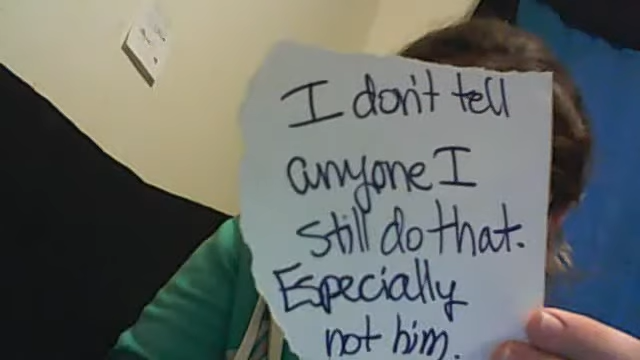 I don't tell
anyone I
still do that.
Especially
not him.